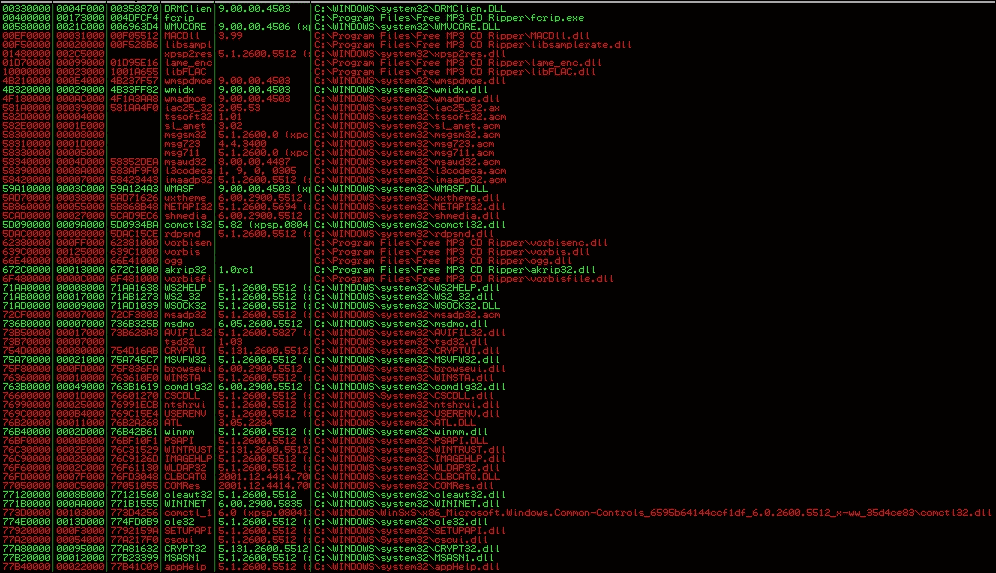 00330000 0004F000 00358870 DRMClien 9.00.00.4503 C:\WINDOWS\system32\DRMClien.DLL
00400000 00173000 004DFCF4 fcrip C:\Program Files\Free MP3 CD Ripper\fcrip.exe
00580000 0021C000 006963D4 WMVCORE 9.00.00.4506 (x C:\WINDOWS\system32\WMVCORE.DLL
00EF0000 00031000 00F05512 MACDll 3.99 C:\Program Files\Free MP3 CD Ripper\MACDll.dll
00F50000 00020000 00F528B6 libsampl C:\Program Files\Free MP3 CD Ripper\libsamplerate.dll
01480000 002C5000 xpsp2res 5.1.2600.5512 ( C:\WINDOWS\system32\xpsp2res.dll
01D70000 00099000 01D95E16 lame_enc C:\Program Files\Free MP3 CD Ripper\lame_enc.dll
10000000 00023000 1001A655 libFLAC C:\Program Files\Free MP3 CD Ripper\libFLAC.dll
4B210000 000E4000 4B237F57 wmspdmoe 9.00.00.4503 C:\WINDOWS\system32\wmspdmoe.dll
4B320000 00029000 4B33FF82 wmidx 9.00.00.4503 C:\WINDOWS\system32\wmidx.dll
4F180000 000AC000 4F1A3AA8 wmadmoe 9.00.00.4503 C:\WINDOWS\system32\wmadmoe.dll
581A0000 00039000 581AA4F0 iac25_32 2.05.53 C:\WINDOWS\system32\iac25_32.ax
582D0000 00004000 tssoft32 1.01 C:\WINDOWS\system32\tssoft32.acm
582E0000 0001E000 sl_anet 3.02 C:\WINDOWS\system32\sl_anet.acm
58300000 00008000 msgsm32 5.1.2600.0 (xpc C:\WINDOWS\system32\msgsm32.acm
58310000 0001D000 msg723 4.4.3400 C:\WINDOWS\system32\msg723.acm
58330000 00005000 msg711 5.1.2600.0 (xpc C:\WINDOWS\system32\msg711.acm
58340000 0004D000 58352DEA msaud32 8.00.00.4487 C:\WINDOWS\system32\msaud32.acm
58390000 0008A000 583AF9F0 l3codeca 1, 9, 0, 0305 C:\WINDOWS\system32\l3codeca.acm
58420000 00007000 58423443 imaadp32 5.1.2600.5512 ( C:\WINDOWS\system32\imaadp32.acm
59A10000 0003C000 59A124A3 WMASF 9.00.00.4503 (x C:\WINDOWS\system32\WMASF.DLL
5AD70000 00038000 5AD71626 uxtheme 6.00.2900.5512 C:\WINDOWS\system32\uxtheme.dll
5B860000 00055000 5B868B48 NETAPI32 5.1.2600.5694 ( C:\WINDOWS\system32\NETAPI32.dll
5CAD0000 00027000 5CAD9EC6 shmedia 6.00.2900.5512 C:\WINDOWS\system32\shmedia.dll
5D090000 0009A000 5D0934BA comctl32 5.82 (xpsp.0804 C:\WINDOWS\system32\comctl32.dll
5DAC0000 00008000 5DAC15CE rdpsnd 5.1.2600.5512 ( C:\WINDOWS\system32\rdpsnd.dll
62380000 000FF000 62381000 vorbisen C:\Program Files\Free MP3 CD Ripper\vorbisenc.dll
639C0000 00125000 639C1000 vorbis C:\Program Files\Free MP3 CD Ripper\vorbis.dll
66E40000 0000A000 66E41000 ogg C:\Program Files\Free MP3 CD Ripper\ogg.dll
672C0000 00013000 672C1000 akrip32 1.0rc1 C:\Program Files\Free MP3 CD Ripper\akrip32.dll
6F480000 0000C000 6F481000 vorbisfi C:\Program Files\Free MP3 CD Ripper\vorbisfile.dll
71AA0000 00008000 71AA1638 WS2HELP 5.1.2600.5512 ( C:\WINDOWS\system32\WS2HELP.dll
71AB0000 00017000 71AB1273 WS2_32 5.1.2600.5512 ( C:\WINDOWS\system32\WS2_32.dll
71AD0000 00009000 71AD1039 WSOCK32 5.1.2600.5512 ( C:\WINDOWS\system32\WSOCK32.DLL
72CF0000 00007000 72CF3803 msadp32 5.1.2600.5512 ( C:\WINDOWS\system32\msadp32.acm
736B0000 00007000 736B325B msdmo 6.05.2600.5512 C:\WINDOWS\system32\msdmo.dll
73B50000 00017000 73B628A3 AVIFIL32 5.1.2600.5827 ( C:\WINDOWS\system32\AVIFIL32.dll
73B70000 00007000 tsd32 1.03 C:\WINDOWS\system32\tsd32.dll
754D0000 00080000 754D16AB CRYPTUI 5.131.2600.5512 C:\WINDOWS\system32\CRYPTUI.dll
75A70000 00021000 75A745C7 MSVFW32 5.1.2600.5512 ( C:\WINDOWS\system32\MSVFW32.dll
75F80000 000FD000 75F836FA browseui 6.00.2900.5512 C:\WINDOWS\system32\browseui.dll
76360000 00010000 763610E0 WINSTA 5.1.2600.5512 ( C:\WINDOWS\system32\WINSTA.dll
763B0000 00049000 763B1619 comdlg32 6.00.2900.5512 C:\WINDOWS\system32\comdlg32.dll
76600000 0001D000 76601270 CSCDLL 5.1.2600.5512 ( C:\WINDOWS\system32\CSCDLL.dll
76990000 00025000 76991ECB ntshrui 5.1.2600.5512 ( C:\WINDOWS\system32\ntshrui.dll
769C0000 000B4000 769C15E4 USERENV 5.1.2600.5512 ( C:\WINDOWS\system32\USERENV.dll
76B20000 00011000 76B2A268 ATL 3.05.2284 C:\WINDOWS\system32\ATL.DLL
76B40000 0002D000 76B42B61 winmm 5.1.2600.5512 ( C:\WINDOWS\system32\winmm.dll
76BF0000 0000B000 76BF10F1 PSAPI 5.1.2600.5512 ( C:\WINDOWS\system32\PSAPI.DLL
76C30000 0002E000 76C31529 WINTRUST 5.131.2600.5512 C:\WINDOWS\system32\WINTRUST.dll
76C90000 00028000 76C9126D IMAGEHLP 5.1.2600.5512 ( C:\WINDOWS\system32\IMAGEHLP.dll
76F60000 0002C000 76F61130 WLDAP32 5.1.2600.5512 ( C:\WINDOWS\system32\WLDAP32.dll
76FD0000 0007F000 76FD3048 CLBCATQ 2001.12.4414.70 C:\WINDOWS\system32\CLBCATQ.DLL
77050000 000C5000 77051055 COMRes 2001.12.4414.70 C:\WINDOWS\system32\COMRes.dll
77120000 0008B000 77121560 oleaut32 5.1.2600.5512 C:\WINDOWS\system32\oleaut32.dll
771B0000 000AA000 771B1555 WININET 6.00.2900.5835 C:\WINDOWS\system32\WININET.dll
773D0000 00103000 773D4256 comctl_1 6.0 (xpsp.0804 C:\WINDOWS\WinSxS\x86_Microsoft.Windows.Common-Controls_6595b64144ccf1df_6.0.2600.5512_x-ww_35d4ce83\comctl32.dll
774E0000 0013D000 774FD0B9 ole32 5.1.2600.5512 ( C:\WINDOWS\system32\ole32.dll
77920000 000F3000 7792159A SETUPAPI 5.1.2600.5512 ( C:\WINDOWS\system32\SETUPAPI.dll
77A20000 00054000 77A217F0 cscui 5.1.2600.5512 ( C:\WINDOWS\system32\cscui.dll
77A80000 00095000 77A81632 CRYPT32 5.131.2600.5512 C:\WINDOWS\system32\CRYPT32.dll
77B20000 00012000 77B23399 MSASN1 5.1.2600.5512 ( C:\WINDOWS\system32\MSASN1.dll
77B40000 00022000 77B41C09 appHelp 5.1.2600.5512 ( C:\WINDOWS\system32\appHelp.dll